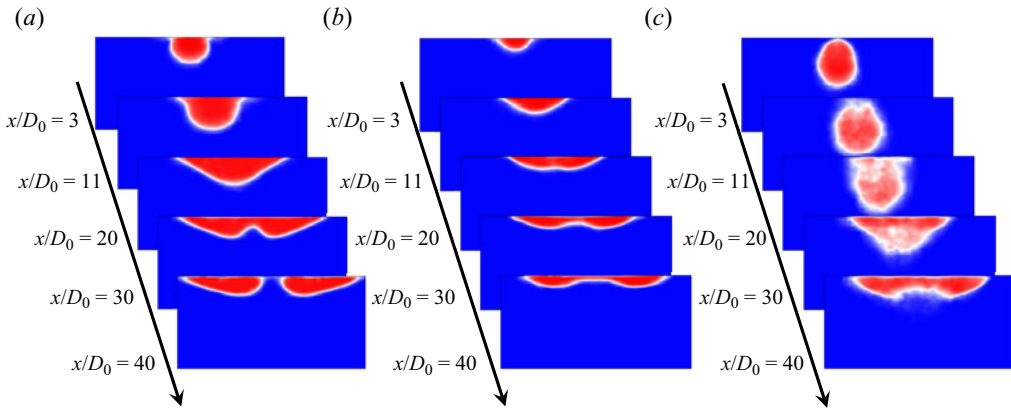 (a)
x/D0 = 3
x/D0 = 11
x/D0 = 20
x/D0 = 30
x/D0 = 40
(b)
x/D0 = 3
x/D0 = 11
x/D0 = 20
x/D0 = 30
x/D0 = 40
(c)
x/D0 = 3
x/D0 = 11
x/D0 = 20
x/D0 = 30
x/D0 = 40